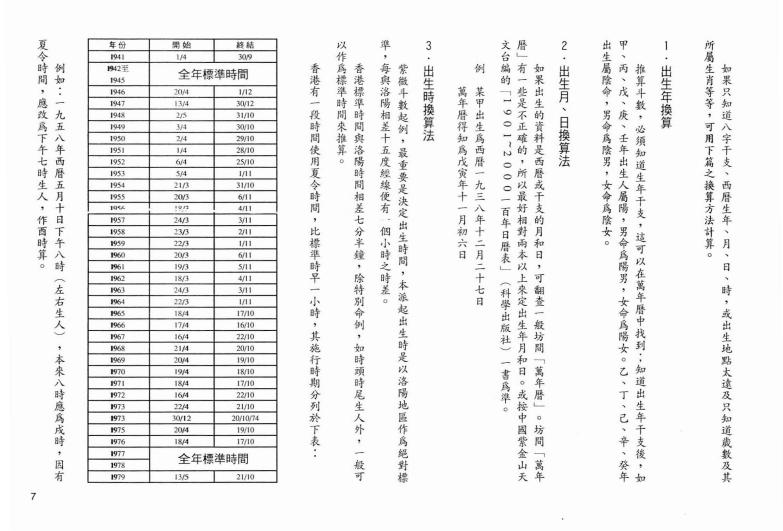 如果只知道八字干支、西曆生年、月、日、時，或出生地點太遠及只知道歲數及其
所屬生肖等等，可用下篇之換算方法計算。
1．出生年換算
推算斗數，必須知道生年干支，這可以在萬年曆中找到；知道出生年干支後，如
甲、丙、戊、庚、壬年出生人屬陽，男命爲陽男，女命爲陽女。乙、丁、己、辛、癸年
出生屬陰命，男命爲陰男，女命爲陰女。
2．出生月、日換算法
如果出生的資料是西曆或干支的月和日，可翻查一般坊間「萬年曆」。坊間「萬年
曆」有一些是不正確的，所以最好相對兩本以上來定出生年月和日。或按中國紫金山天
文台編的「1901~2000一百年日曆表」（科學出版社）一書爲準。
例　某甲出生爲西曆一九三八年十二月二十七日
萬年曆得知爲戊寅年十一月初六日
3．出生時換算法
紫微斗數起例，最重要是決定出生時間，本派起出生時是以洛陽地區作爲絕對標
準，每與洛陽相差十五度經線便有一個小時之時差。
香港標準時間與洛陽時間相差七分半鐘，除特別命例，如時頭時尾生人外，一般可
以作爲標準時間來推算。
香港有一段時間使用夏令時間，比標準時早一小時，其施行時期分列於下表：
年份 開始 終結
1941 1/4 30/9
1942至1945 全年標準時間
1946 20/4 1/12
1947 13/4 30/12
1948 2/5 31/10
1949 3/4 30/10
1950 2/4 29/10
1951 1/4 28/10
1952 6/4 25/10
1953 5/4 1/11
1954 21/3 31/10
1955 20/3 6/11
1956 18/3 4/11
1957 24/3 3/11
1958 23/3 2/11
1959 22/3 1/11
1960 20/3 6/11
1961 19/3 5/11
1962 18/3 4/11
1963 24/3 3/11
1964 22/3 1/11
1965 18/4 17/10
1966 17/4 16/10
1967 16/4 22/10
1968 21/4 20/10
1969 20/4 19/10
1970 19/4 18/10
1971 18/4 17/10
1972 16/4 22/10
1973 22/4 21/10
1973 30/12 20/10/74
1975 20/4 19/10
1976 18/4 17/10
1977 1978 全年標準時間
1979 13/5 21/10
例如：一九五八年西曆五月十日下午八時（左右生人），本來八時應爲戌時，因有
夏令時間，應改爲下午七時生人，作酉時算。
7